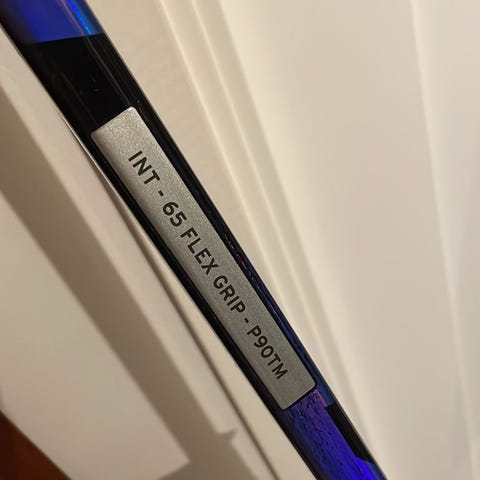 INT - 65 FLEX GRIP - P90TM